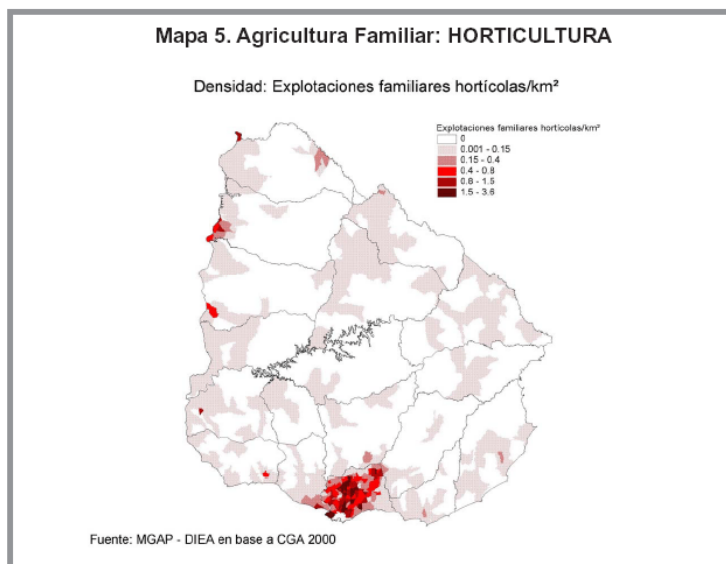 Mapa 5. Agricultura Familiar: HORTICULTURA
Densidad: Explotaciones familiares hortícolas/km²
Explotaciones familiares hortícolas/km²
0
0.001 - 0.15
0.15 - 0.4
0.4 - 0.8
0.8 - 1.5
1.5 - 3.6
Fuente: MGAP - DIEA en base a CGA 2000